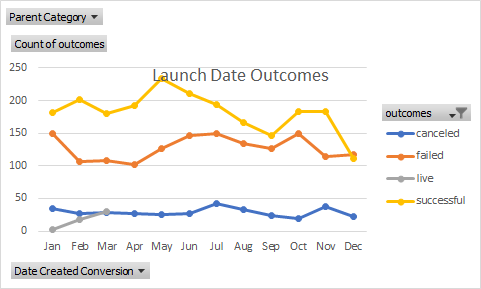 Parent Category
Count of outcomes
Launch Date Outcomes
250
200
150
100
50
0
Jan Feb Mar Apr May Jun Jul Aug Sep Oct Nov Dec
outcomes
canceled
failed
live
successful
Date Created Conversion